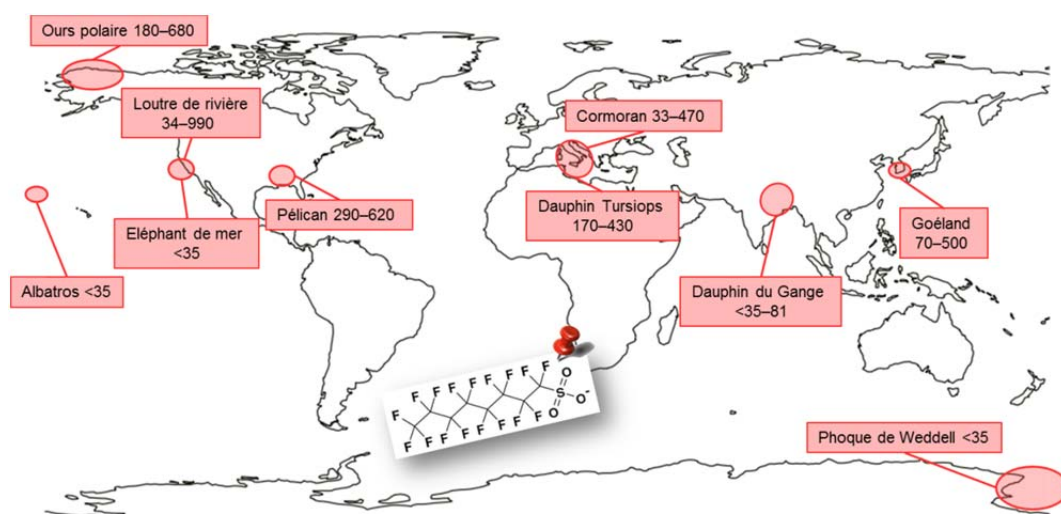 Ours polaire 180–680
Loutre de rivière
34–990
Cormoran 33–470
Pélican 290–620
Dauphin Tursiops
170–430
Goéland
70–500
Eléphant de mer
<35
Albatros <35
Dauphin du Gange
<35–81
F F F F F F F F F O
S O-
F F F F F F F F O
Phoque de Weddell <35